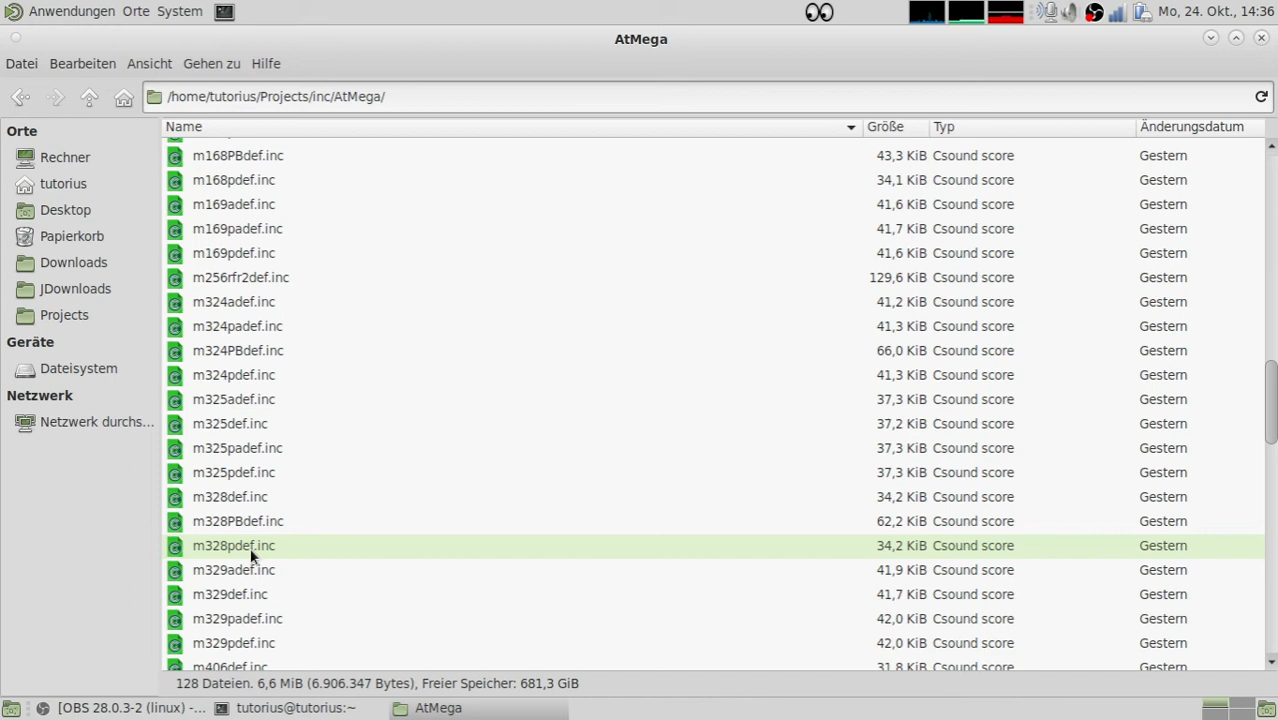 Anwendungen Orte System Mo, 24. Okt., 14:36
AtMega
Datei Bearbeiten Ansicht Gehen zu Hilfe
/home/tutorius/Projects/inc/AtMega/
Orte
Rechner
tutorius
Desktop
Papierkorb
Downloads
JDownloads
Projects
Geräte
Dateisystem
Netzwerk
Netzwerk durchs...
Name Größe Typ Änderungsdatum
m168PBdef.inc 43,3 KiB Csound score Gestern
m168pdef.inc 34,1 KiB Csound score Gestern
m169adef.inc 41,6 KiB Csound score Gestern
m169padef.inc 41,7 KiB Csound score Gestern
m169pdef.inc 41,6 KiB Csound score Gestern
m256rfr2def.inc 129,6 KiB Csound score Gestern
m324adef.inc 41,2 KiB Csound score Gestern
m324padef.inc 41,3 KiB Csound score Gestern
m324PBdef.inc 66,0 KiB Csound score Gestern
m324pdef.inc 41,3 KiB Csound score Gestern
m325adef.inc 37,3 KiB Csound score Gestern
m325def.inc 37,2 KiB Csound score Gestern
m325padef.inc 37,3 KiB Csound score Gestern
m325pdef.inc 37,3 KiB Csound score Gestern
m328def.inc 34,2 KiB Csound score Gestern
m328PBdef.inc 62,2 KiB Csound score Gestern
m328pdef.inc 34,2 KiB Csound score Gestern
m329adef.inc 41,9 KiB Csound score Gestern
m329def.inc 41,7 KiB Csound score Gestern
m329padef.inc 42,0 KiB Csound score Gestern
m329pdef.inc 42,0 KiB Csound score Gestern
m406def.inc 31,8 KiB Csound score Gestern
128 Dateien. 6,6 MiB (6.906.347 Bytes), Freier Speicher: 681,3 GiB
[OBS 28.0.3-2 (linux) -... tutorius@tutorius:~ AtMega